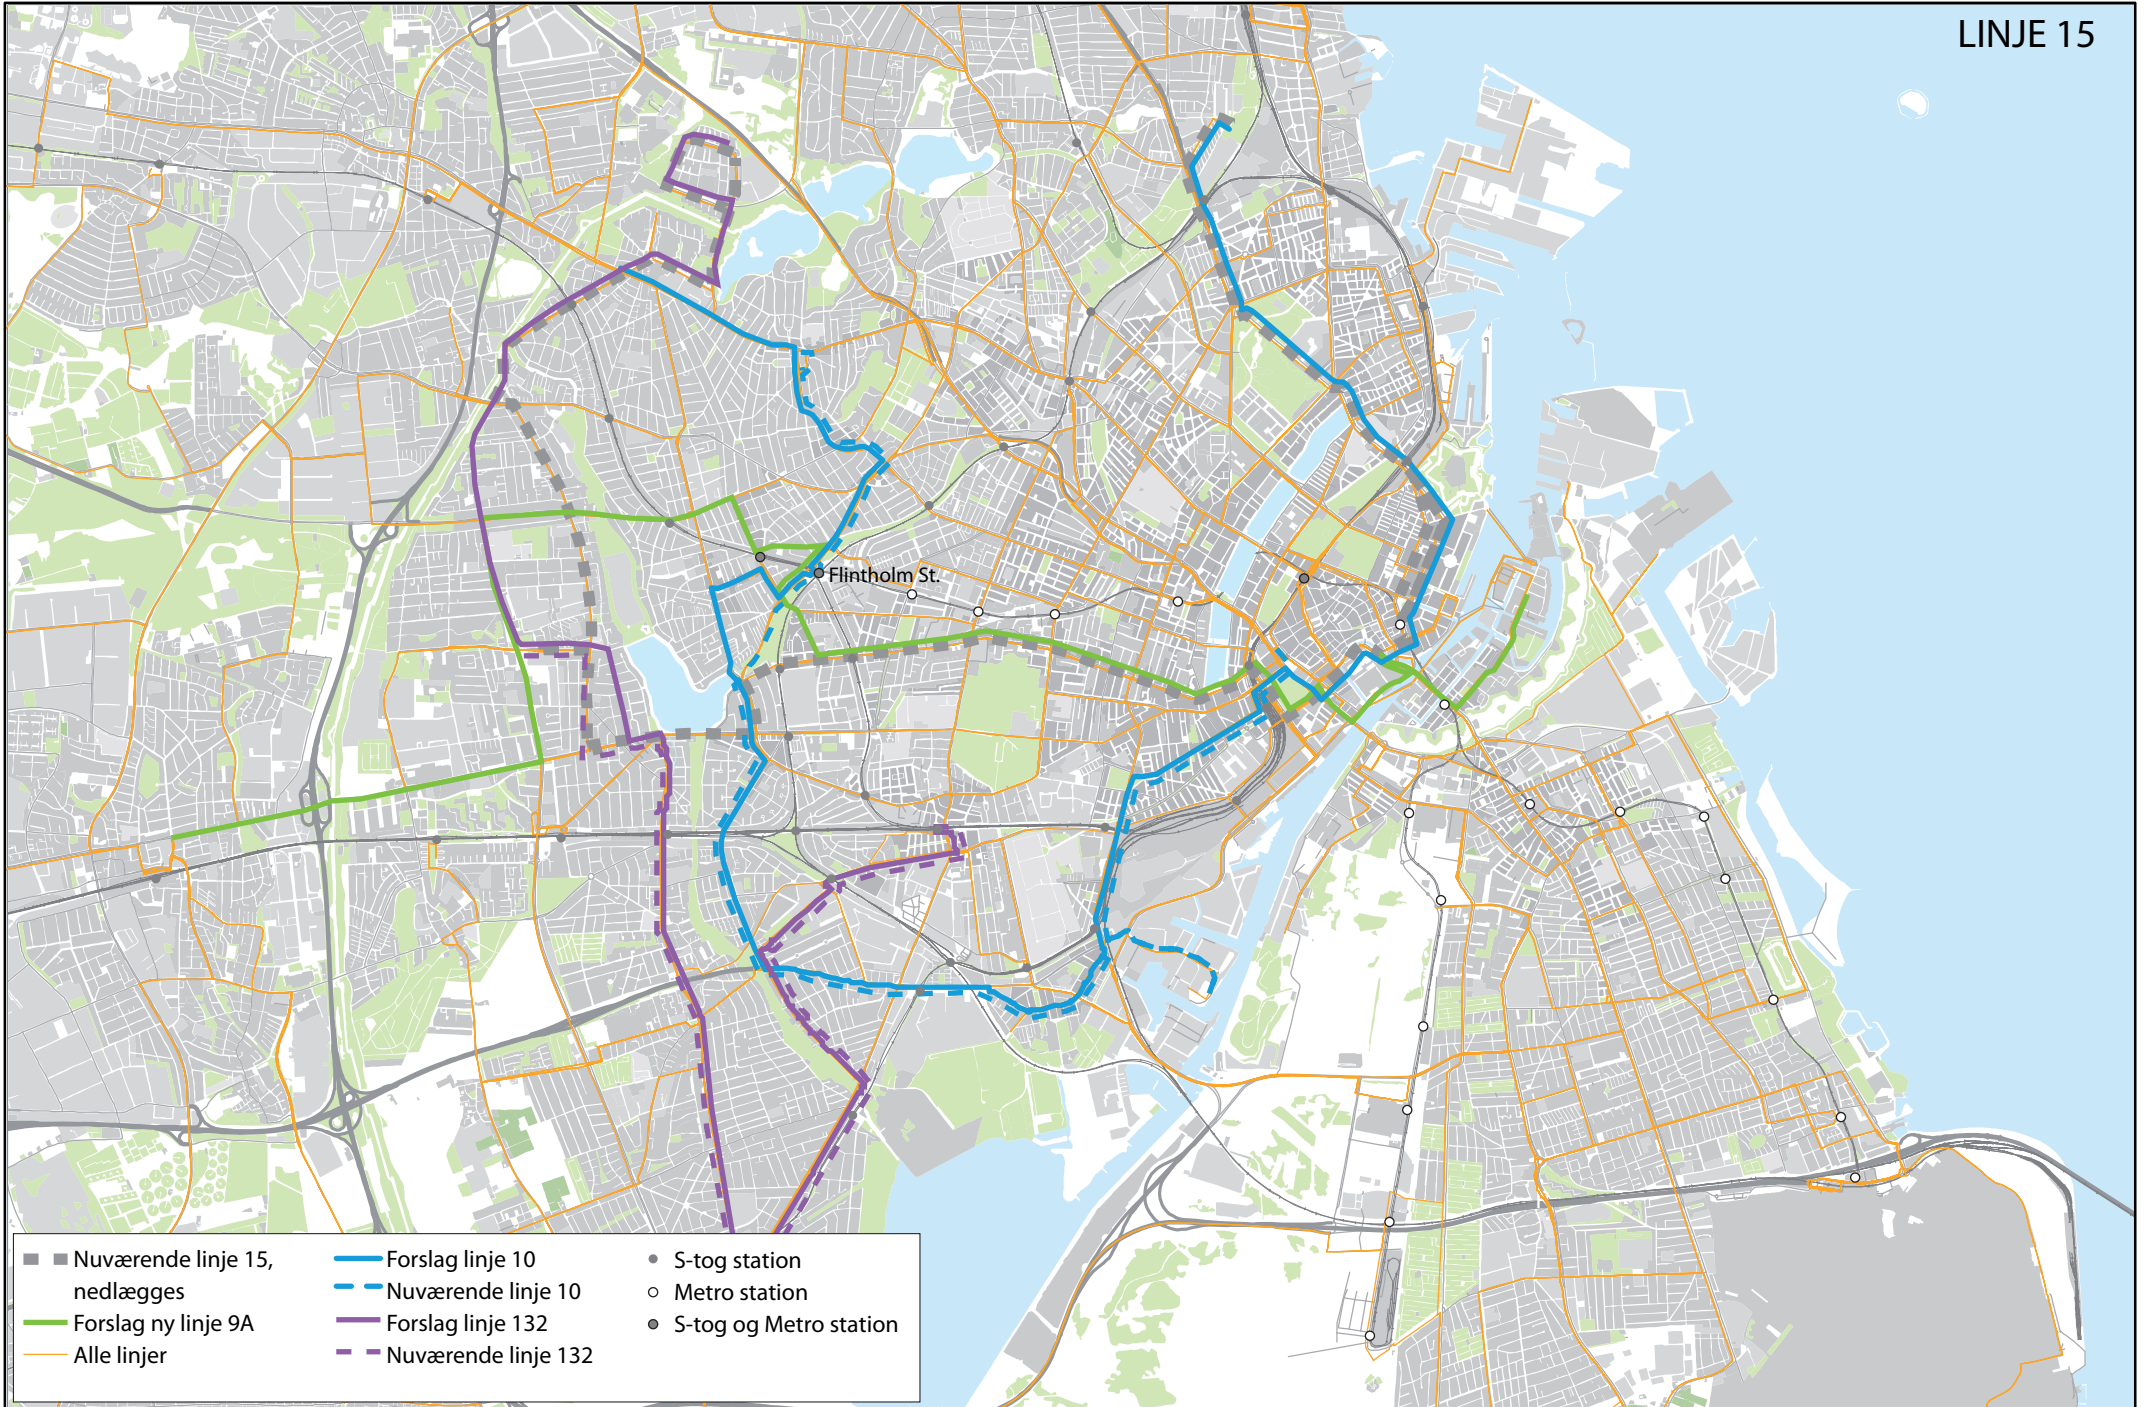 LINJE 15
Flintholm St.
Nuværende linje 15,
nedlægges
Forslag ny linje 9A
Alle linjer
Forslag linje 10
Nuværende linje 10
Forslag linje 132
Nuværende linje 132
S-tog station
Metro station
S-tog og Metro station